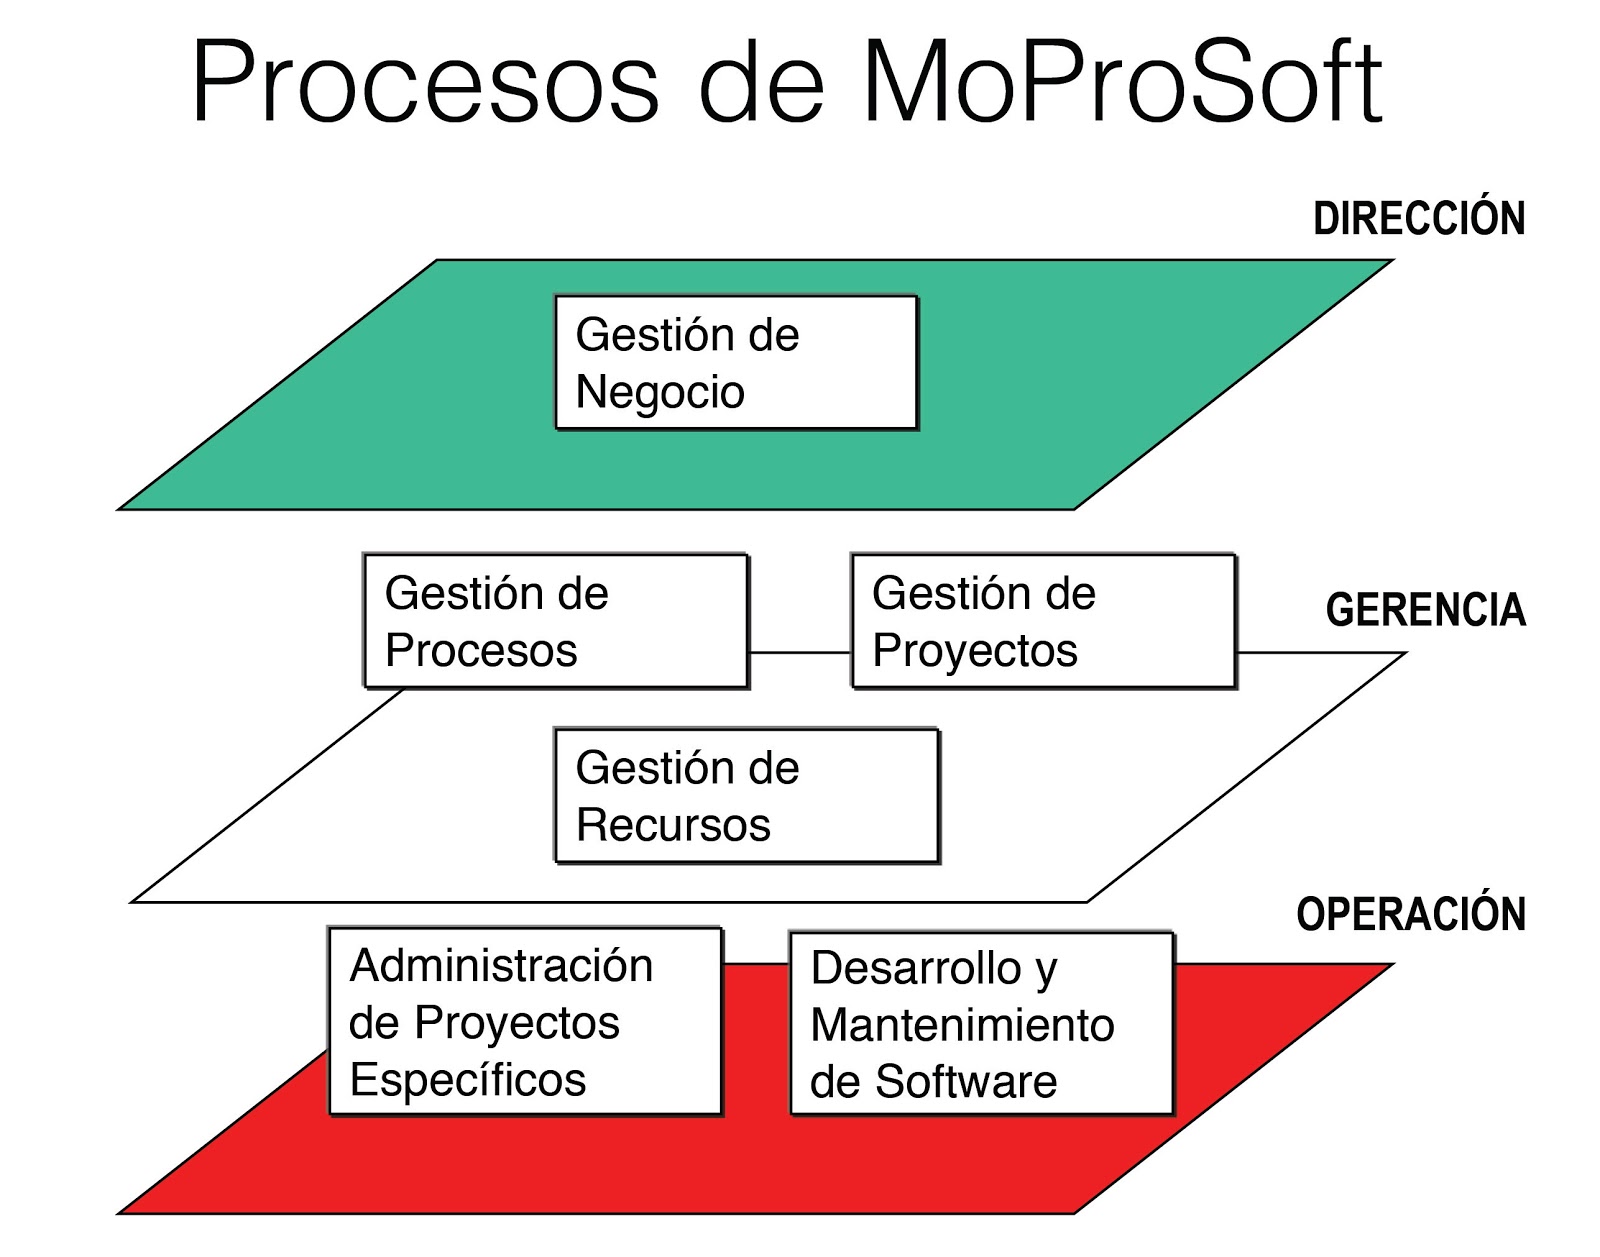 Procesos de MoProSoft
DIRECCIÓN
Gestión de
Negocio
GERENCIA
Gestión de
Procesos
Gestión de
Proyectos
Gestión de
Recursos
OPERACIÓN
Administración
de Proyectos
Específicos
Desarrollo y
Mantenimiento
de Software